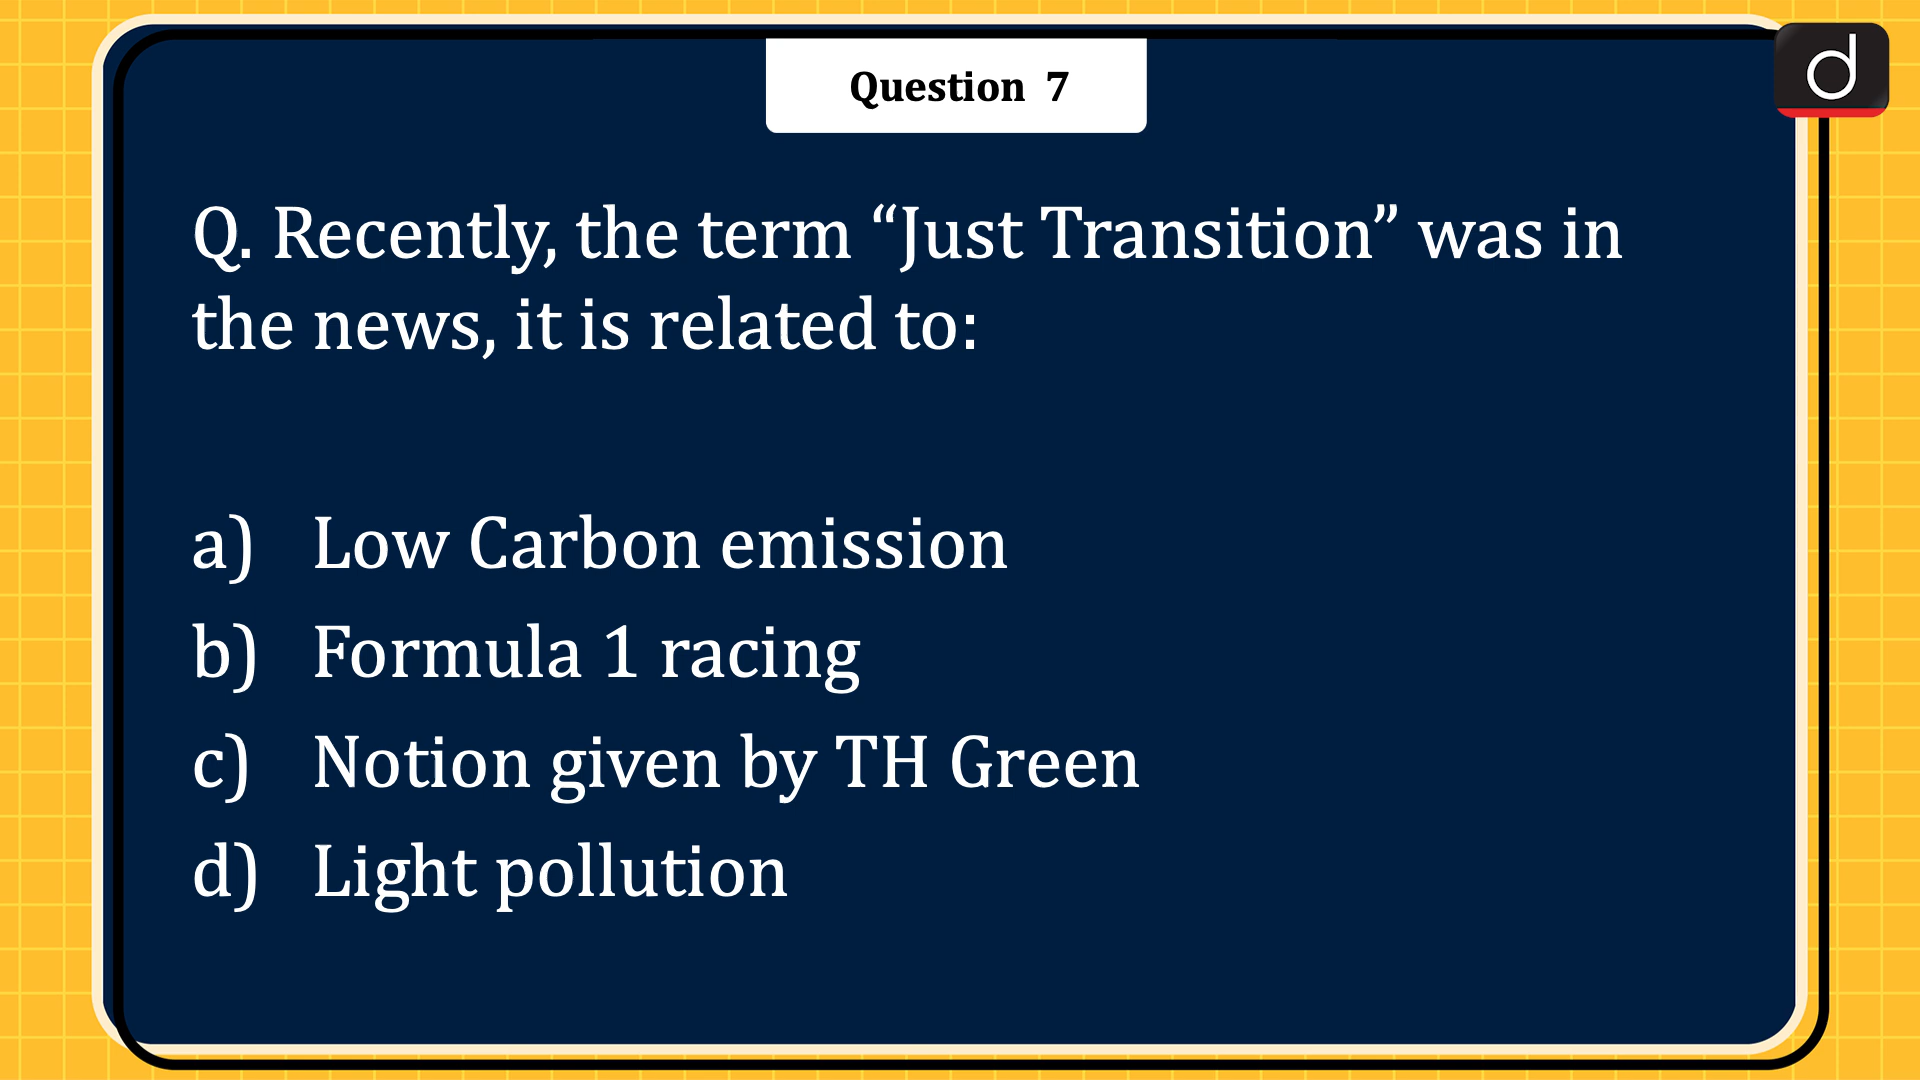 Question 7
d
Q. Recently, the term “Just Transition” was in
the news, it is related to:
a) Low Carbon emission
b) Formula 1 racing
c) Notion given by TH Green
d) Light pollution